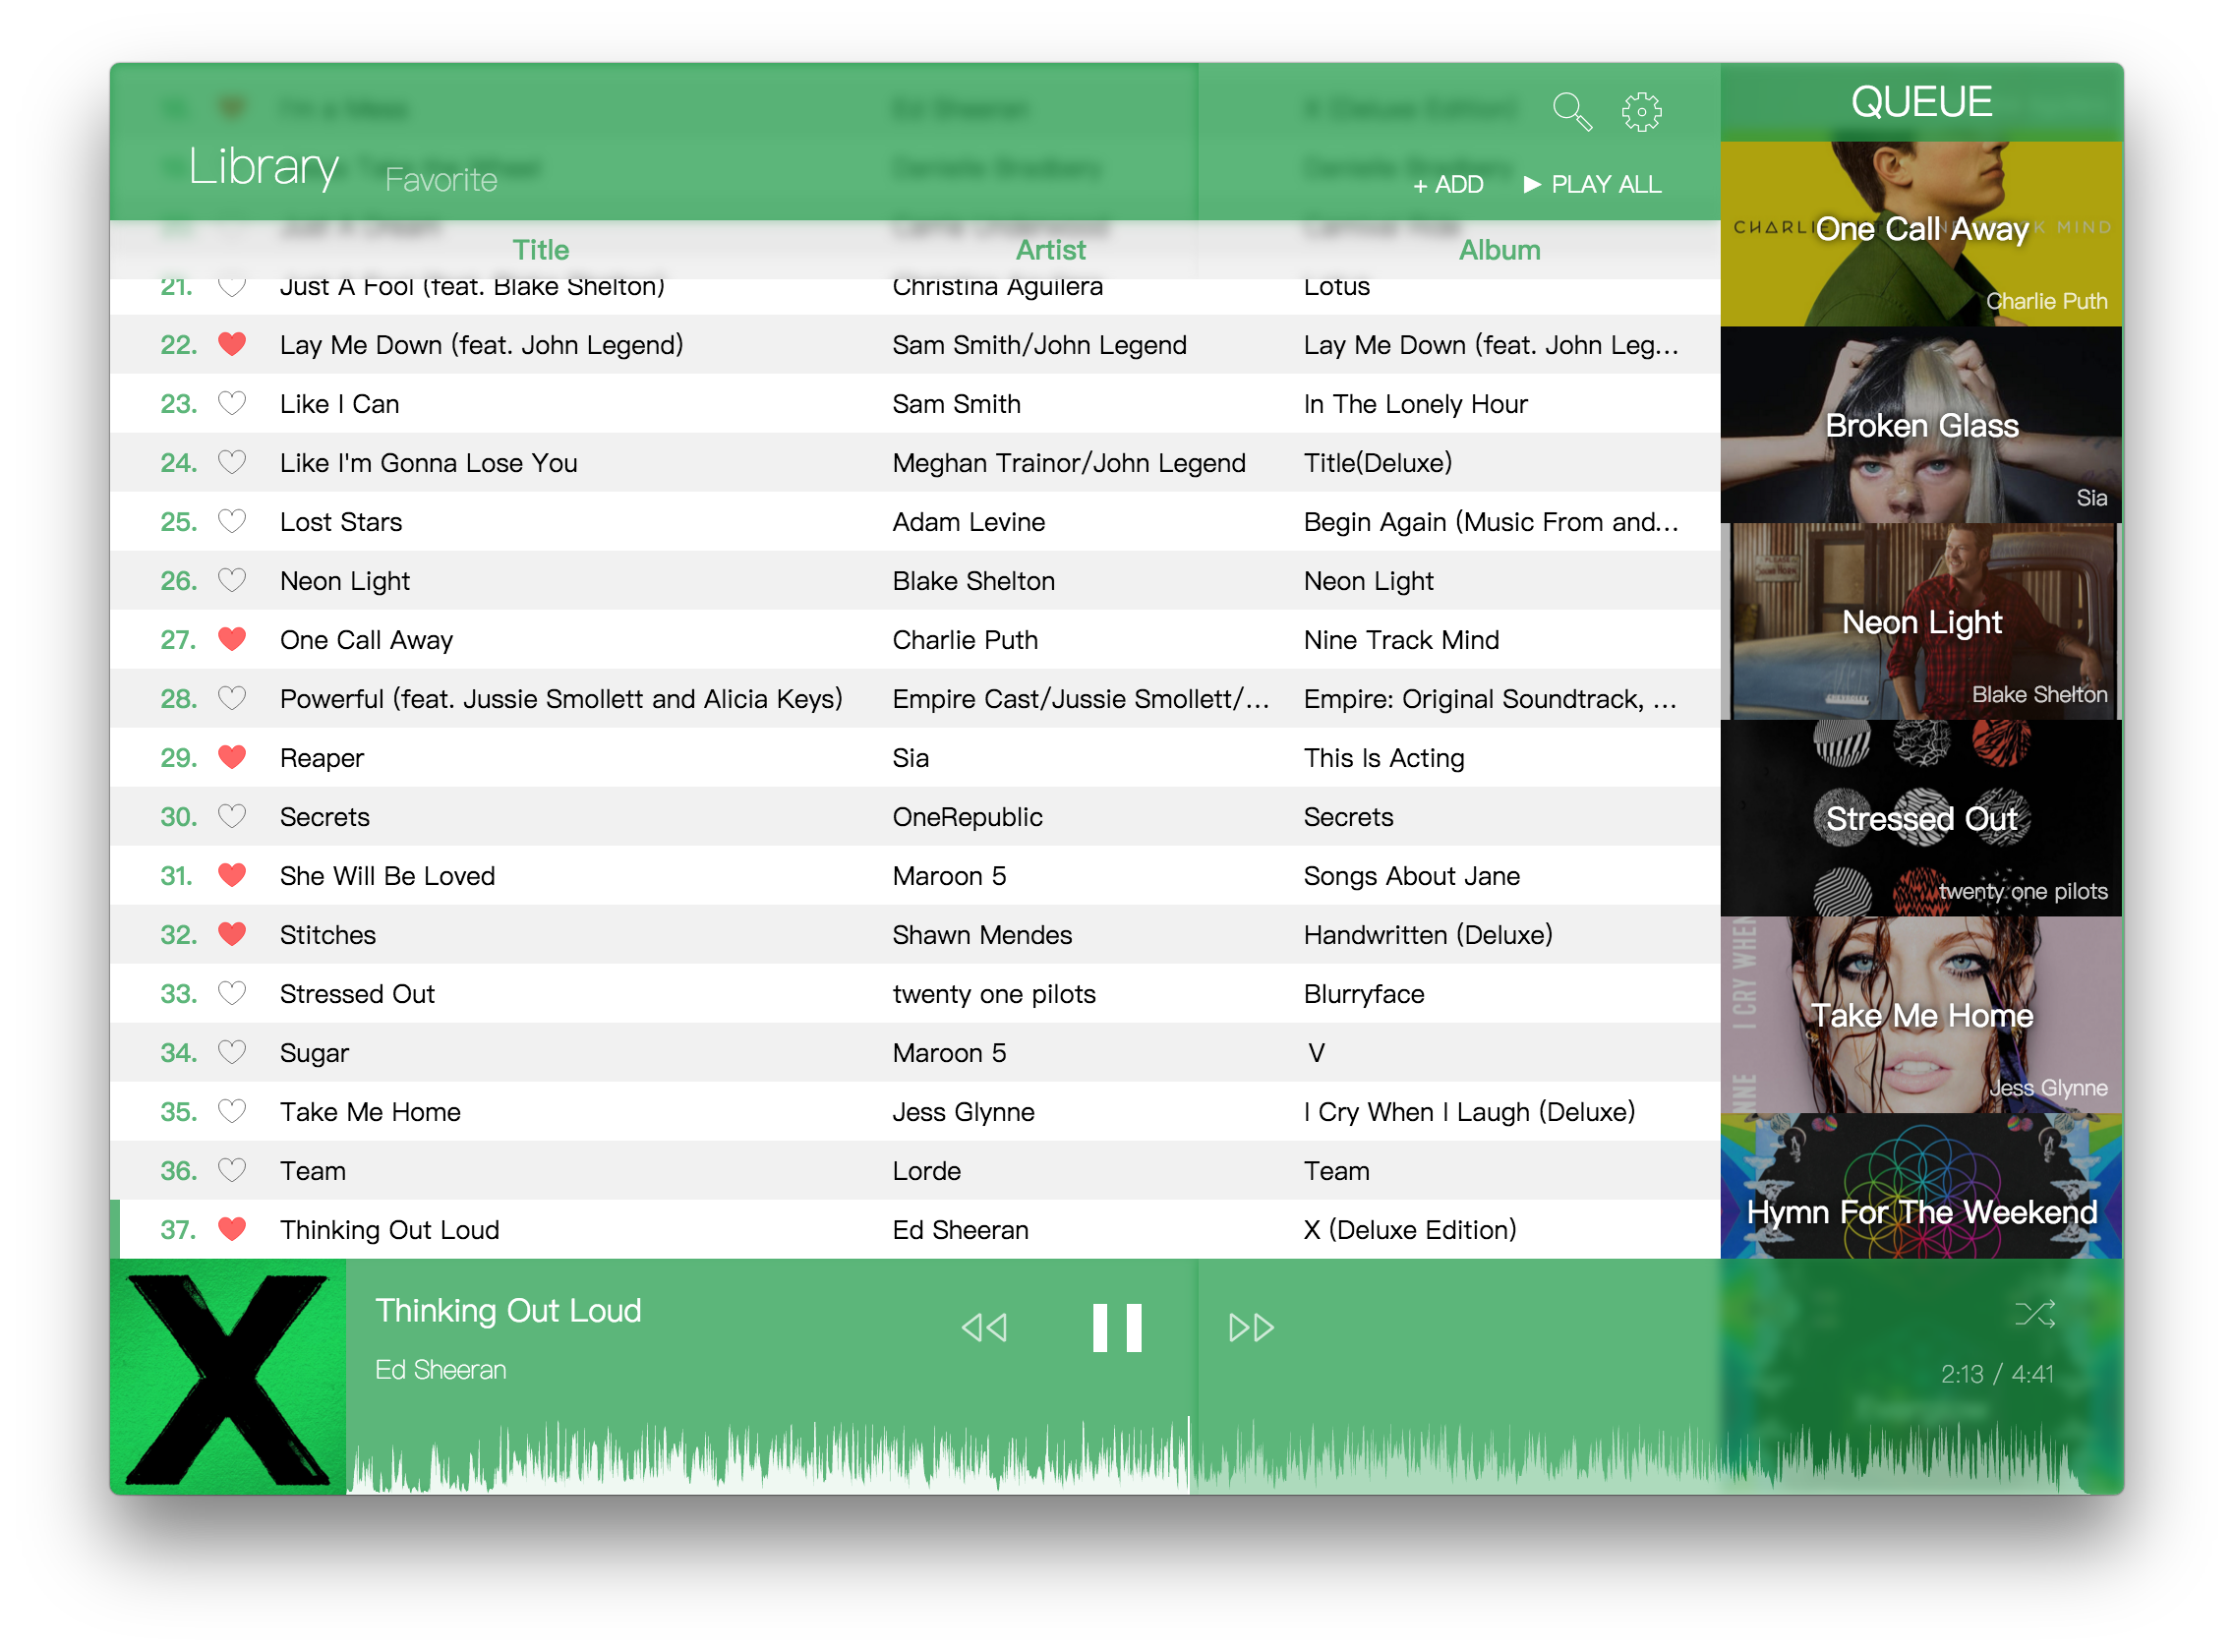 Library Favorite
+ ADD ▶ PLAY ALL
QUEUE
Title Artist Album
21. Just A Fool (feat. Blake Shelton) Christina Aguilera Lotus
22. Lay Me Down (feat. John Legend) Sam Smith/John Legend Lay Me Down (feat. John Leg...
23. Like I Can Sam Smith In The Lonely Hour
24. Like I'm Gonna Lose You Meghan Trainor/John Legend Title(Deluxe)
25. Lost Stars Adam Levine Begin Again (Music From and...
26. Neon Light Blake Shelton Neon Light
27. One Call Away Charlie Puth Nine Track Mind
28. Powerful (feat. Jussie Smollett and Alicia Keys) Empire Cast/Jussie Smollett/... Empire: Original Soundtrack, ...
29. Reaper Sia This Is Acting
30. Secrets OneRepublic Secrets
31. She Will Be Loved Maroon 5 Songs About Jane
32. Stitches Shawn Mendes Handwritten (Deluxe)
33. Stressed Out twenty one pilots Blurryface
34. Sugar Maroon 5 V
35. Take Me Home Jess Glynne I Cry When I Laugh (Deluxe)
36. Team Lorde Team
37. Thinking Out Loud Ed Sheeran X (Deluxe Edition)
One Call Away
Charlie Puth
Broken Glass
Sia
Neon Light
Blake Shelton
Stressed Out
twenty one pilots
I CRY WHEN
Take Me Home
Jess Glynne
Hymn For The Weekend
Thinking Out Loud
Ed Sheeran
2:13 / 4:41